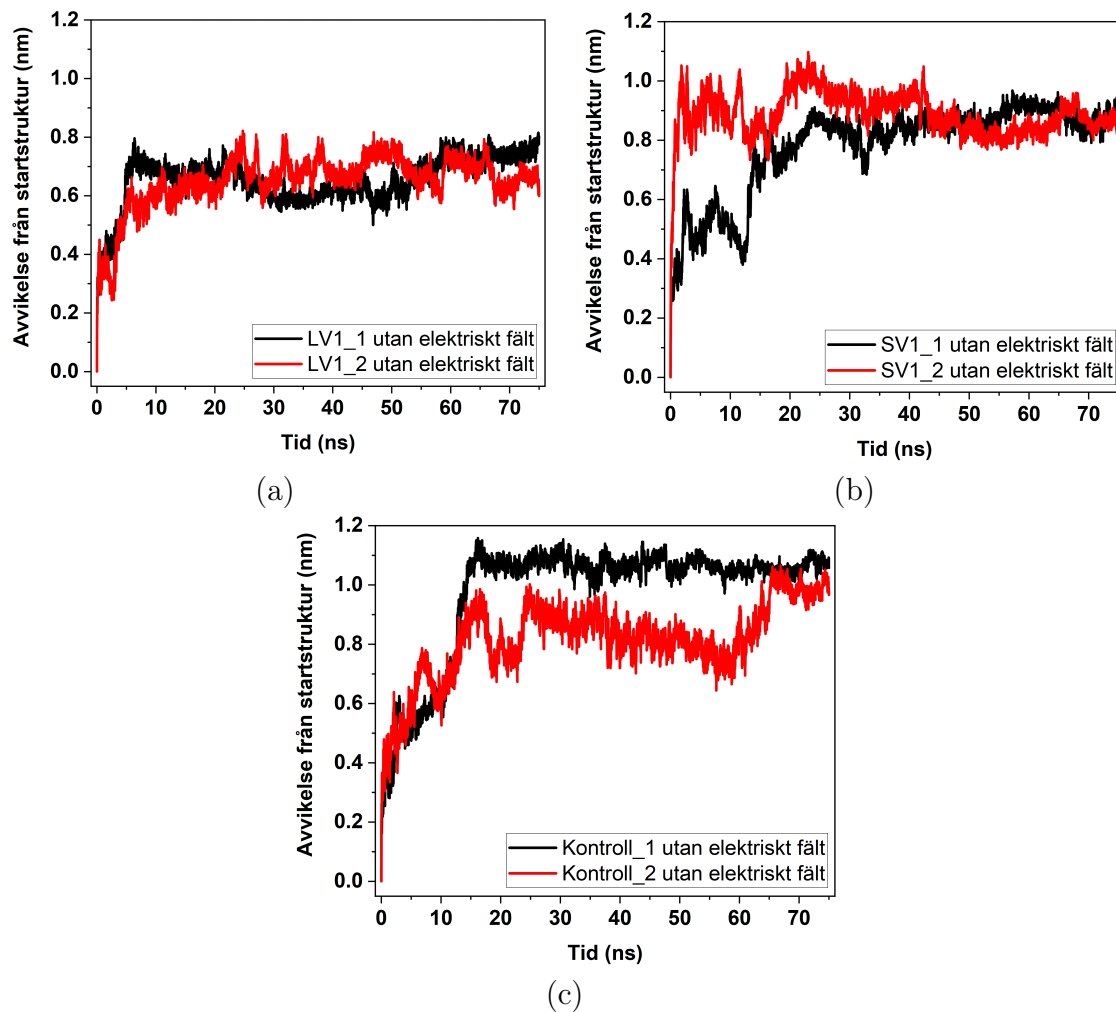 Avvikelse från startstruktur (nm)
1.2
1.0
0.8
0.6
0.4
0.2
0.0
LV1_1 utan elektriskt fält
LV1_2 utan elektriskt fält
0 10 20 30 40 50 60 70
Tid (ns)
(a)
Avvikelse från startstruktur (nm)
1.2
1.0
0.8
0.6
0.4
0.2
0.0
SV1_1 utan elektriskt fält
SV1_2 utan elektriskt fält
0 10 20 30 40 50 60 70
Tid (ns)
(b)
Avvikelse från startstruktur (nm)
1.2
1.0
0.8
0.6
0.4
0.2
0.0
Kontroll_1 utan elektriskt fält
Kontroll_2 utan elektriskt fält
0 10 20 30 40 50 60 70
Tid (ns)
(c)